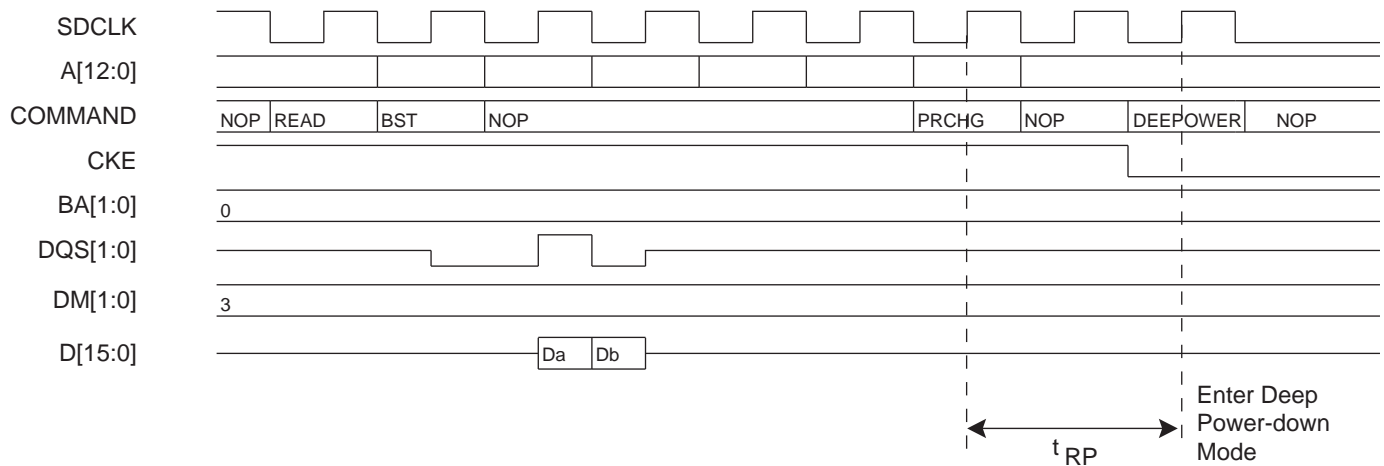 SDCLK
A[12:0]
COMMAND
NOP READ BST NOP PRCHG NOP DEEPOWER NOP
CKE
BA[1:0]
0
DQS[1:0]
DM[1:0]
3
D[15:0]
Da Db
t RP
Enter Deep
Power-down
Mode